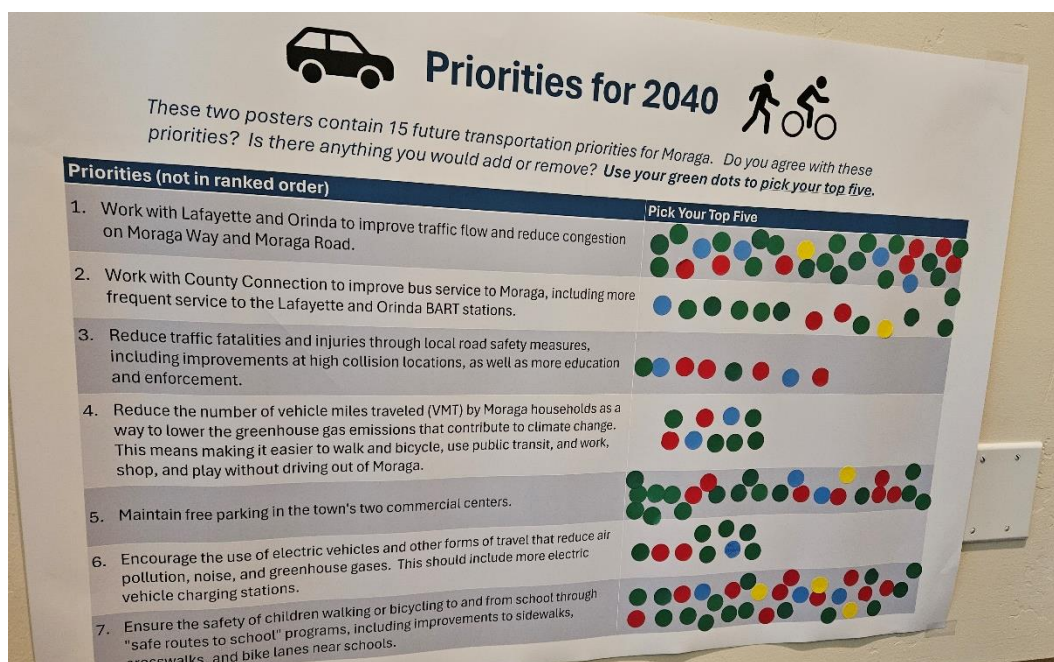 Priorities for 2040
These two posters contain 15 future transportation priorities for Moraga. Do you agree with these
priorities? Is there anything you would add or remove? Use your green dots to pick your top five.
Priorities (not in ranked order)
Pick Your Top Five
1. Work with Lafayette and Orinda to improve traffic flow and reduce congestion
on Moraga Way and Moraga Road.
2. Work with County Connection to improve bus service to Moraga, including more
frequent service to the Lafayette and Orinda BART stations.
3. Reduce traffic fatalities and injuries through local road safety measures,
including improvements at high collision locations, as well as more education
and enforcement.
4. Reduce the number of vehicle miles traveled (VMT) by Moraga households as a
way to lower the greenhouse gas emissions that contribute to climate change.
This means making it easier to walk and bicycle, use public transit, and work,
shop, and play without driving out of Moraga.
5. Maintain free parking in the town's two commercial centers.
6. Encourage the use of electric vehicles and other forms of travel that reduce air
pollution, noise, and greenhouse gases. This should include more electric
vehicle charging stations.
7. Ensure the safety of children walking or bicycling to and from school through
"safe routes to school" programs, including improvements to sidewalks,
crosswalks, and bike lanes near schools.